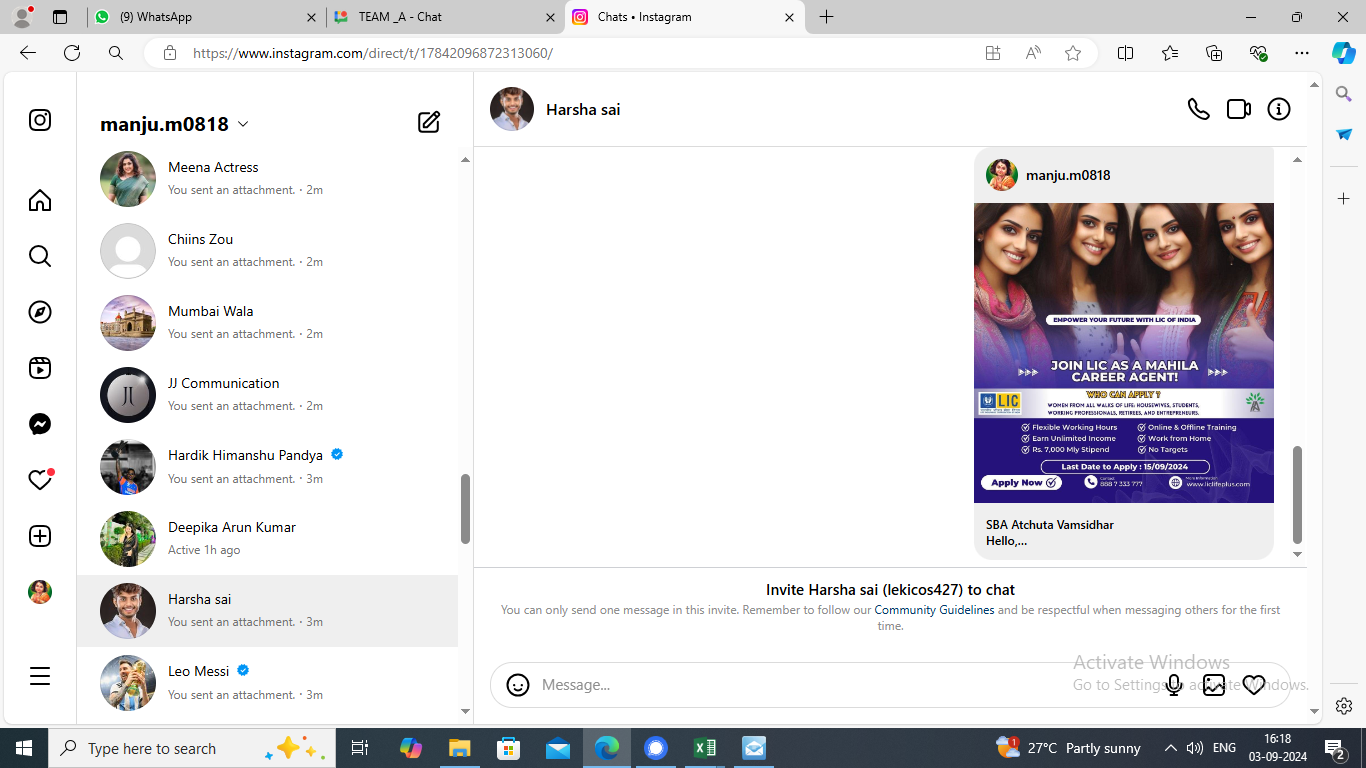 (9) WhatsApp
TEAM _A - Chat
Chats • Instagram
https://www.instagram.com/direct/t/17842096872313060/
manju.m0818
Meena Actress
You sent an attachment. · 2m
Chiins Zou
You sent an attachment. · 2m
Mumbai Wala
You sent an attachment. · 2m
JJ Communication
You sent an attachment. · 2m
Hardik Himanshu Pandya
You sent an attachment. · 3m
Deepika Arun Kumar
Active 1h ago
Harsha sai
You sent an attachment. · 3m
Leo Messi
You sent an attachment. · 3m
Harsha sai
manju.m0818
EMPOWER YOUR FUTURE WITH LIC OF INDIA
JOIN LIC AS A MAHILA
CAREER AGENT!
WHO CAN APPLY ?
LIC
WOMEN FROM ALL WALKS OF LIFE: HOUSEWIVES, STUDENTS,
WORKING PROFESSIONALS, RETIREES, AND ENTREPRENEURS.
Flexible Working Hours
Online & Offline Training
Earn Unlimited Income
Work from Home
Rs. 7,000 Mly Stipend
No Targets
Last Date to Apply : 15/09/2024
Apply Now
Contact
888 7 333 777
www.liclifeplus.com
SBA Atchuta Vamsidhar
Hello,...
Invite Harsha sai (lekicos427) to chat
You can only send one message in this invite. Remember to follow our Community Guidelines and be respectful when messaging others for the first
time.
Message...
Activate Windows
Go to Settings to activate Windows.
Type here to search
1
27°C Partly sunny
ENG
16:18
03-09-2024
2